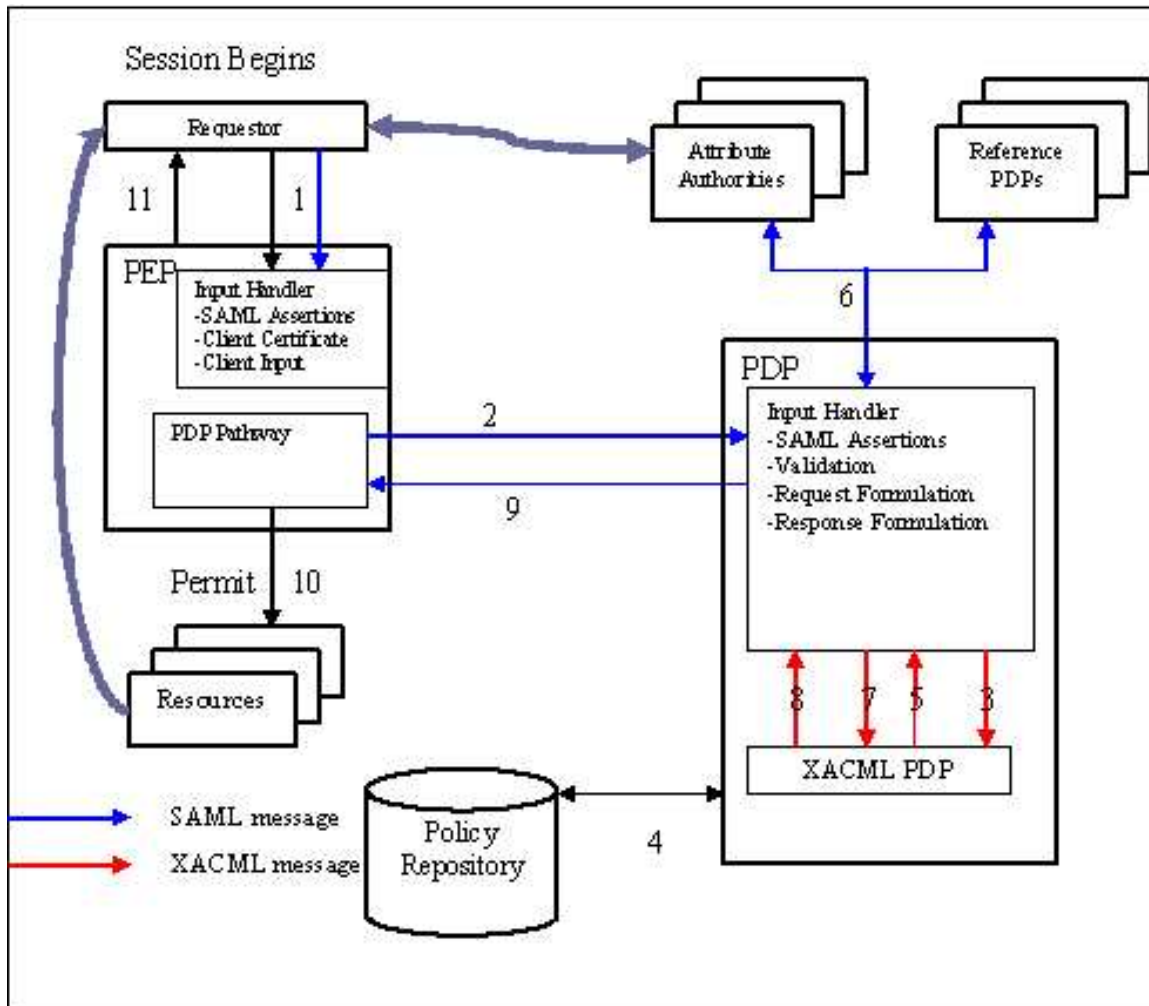 Session Begins
Requestor
11
1
Attribute
Authorities
Reference
PDPs
PEP
Input Handler
-SAML Assertions
-Client Certificate
-Client Input
6
PDP
PDP Pathway
2
9
Input Handler
-SAML Assertions
-Validation
-Request Formulation
-Response Formulation
Permit
10
Resources
8
7
5
3
XACML PDP
SAML message
XACML message
Policy
Repository
4